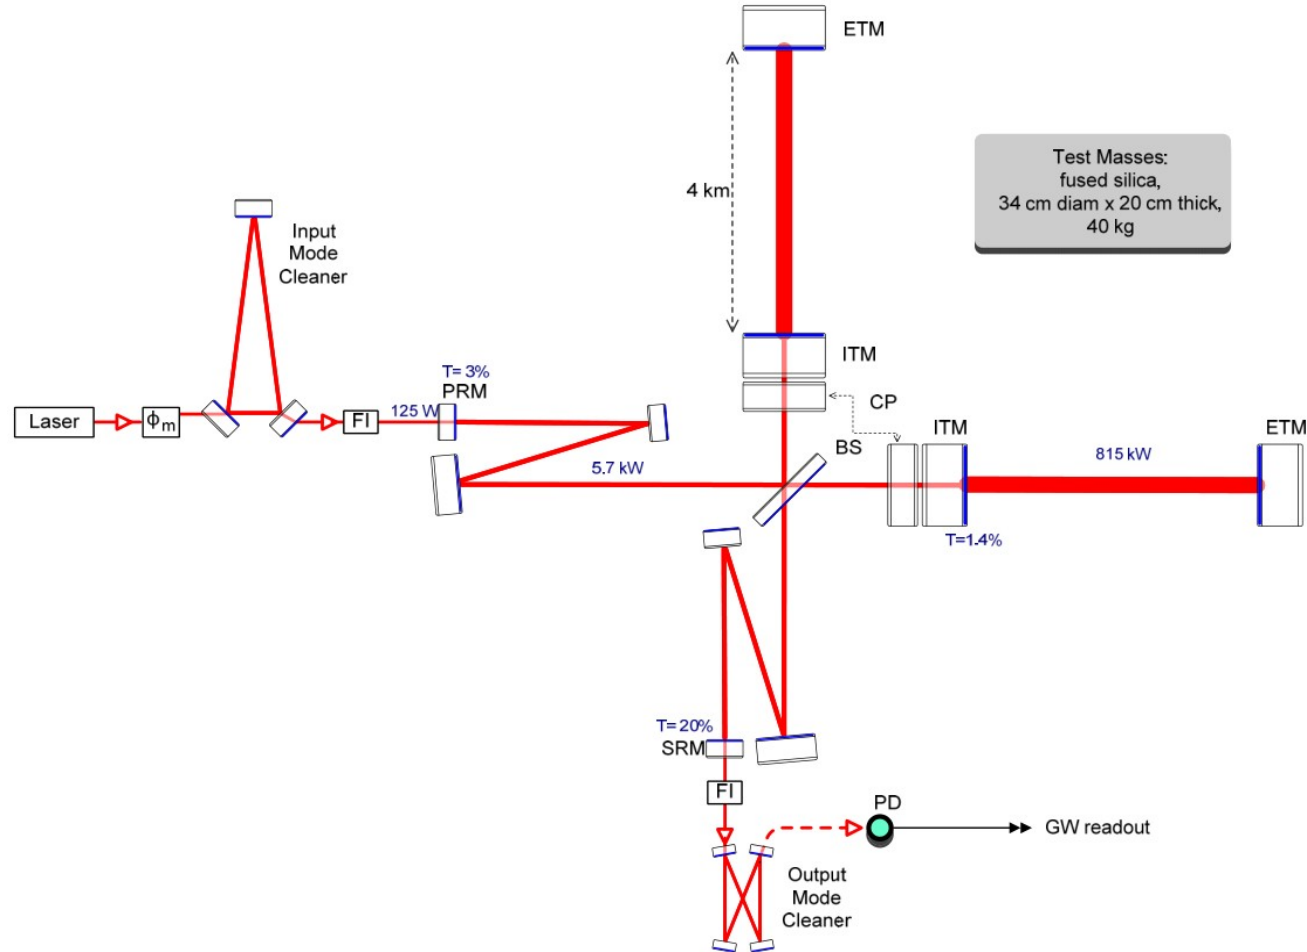 ETM
4 km
Test Masses:
fused silica,
34 cm diam x 20 cm thick,
40 kg
Input
Mode
Cleaner
ITM
T= 3%
PRM
CP
Laser
ϕm
FI
125 W
BS
ITM
ETM
5.7 kW
815 kW
T=1.4%
T= 20%
SRM
FI
PD
GW readout
Output
Mode
Cleaner